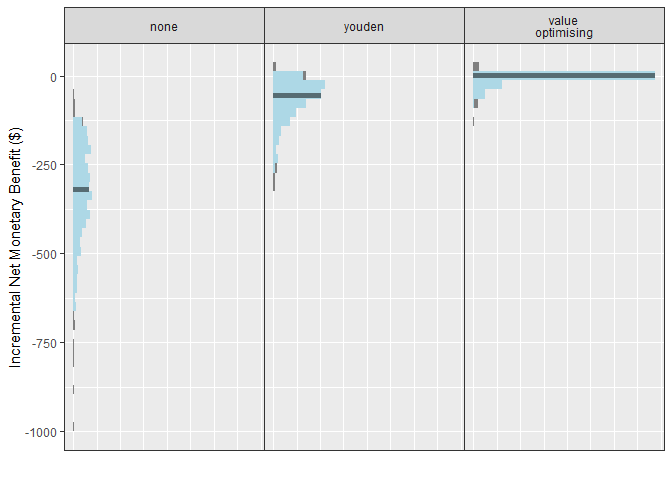 none
youden
value
optimising
Incremental Net Monetary Benefit ($)
0
-250
-500
-750
-1000